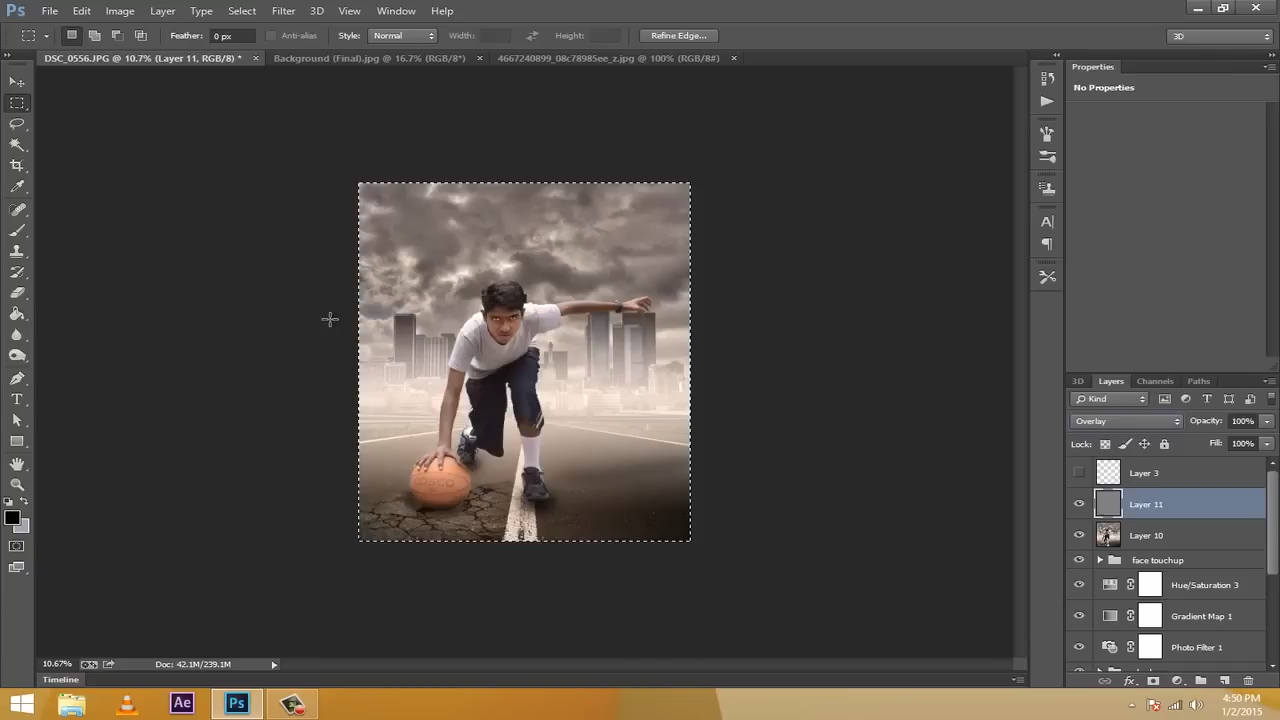 Ps File Edit Image Layer Type Select Filter 3D View Window Help
Feather: 0 px Anti-alias Style: Normal Width: Height: Refine Edge... 3D
DSC_0556.JPG @ 10.7% (Layer 11, RGB/8) * × Background (Final).jpg @ 16.7% (RGB/8*) × 4667240899_08c78985ee_z.jpg @ 100% (RGB/8#) ×
Properties
No Properties
3D Layers Channels Paths
Kind
Overlay Opacity: 100%
Lock: Fill: 100%
Layer 3
Layer 11
Layer 10
face touchup
Hue/Saturation 3
Gradient Map 1
Photo Filter 1
10.67% Doc: 42.1M/239.1M
Timeline
Ae Ps
4:50 PM
1/2/2015